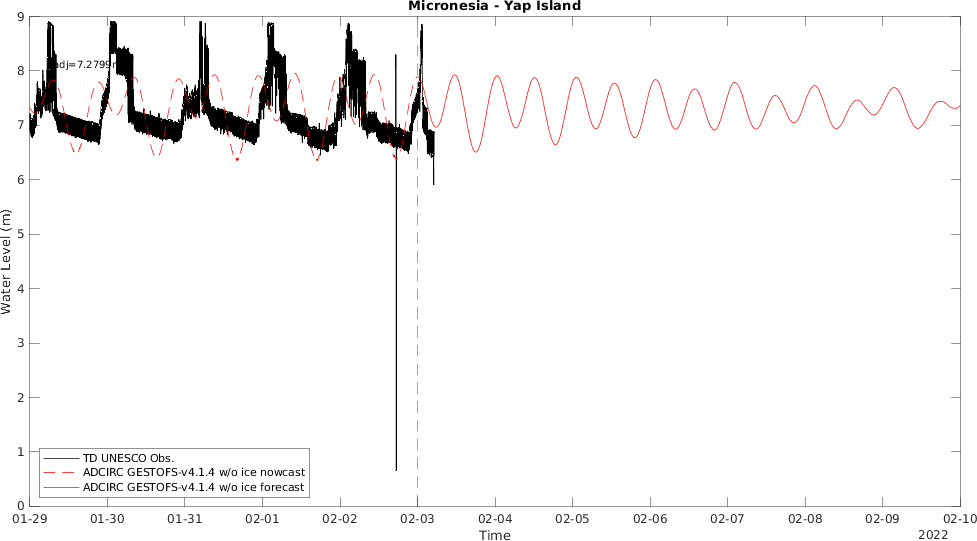 Micronesia - Yap Island
9
8
7
6
5
4
3
2
1
0
Water Level (m)
adj=7.2799m
TD UNESCO Obs.
ADCIRC GESTOFS-v4.1.4 w/o ice nowcast
ADCIRC GESTOFS-v4.1.4 w/o ice forecast
01-29 01-30 01-31 02-01 02-02 02-03 02-04 02-05 02-06 02-07 02-08 02-09 02-10
Time
2022